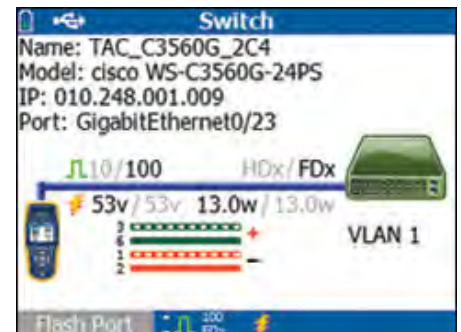 Switch
Name: TAC_C3560G_2C4
Model: cisco WS-C3560G-24PS
IP: 010.248.001.009
Port: GigabitEthernet0/23
10/100 HDx/FDx
53v/53v 13.0w/13.0w
3
6
+
1
2
-
VLAN 1
Flash Port
100
FDx